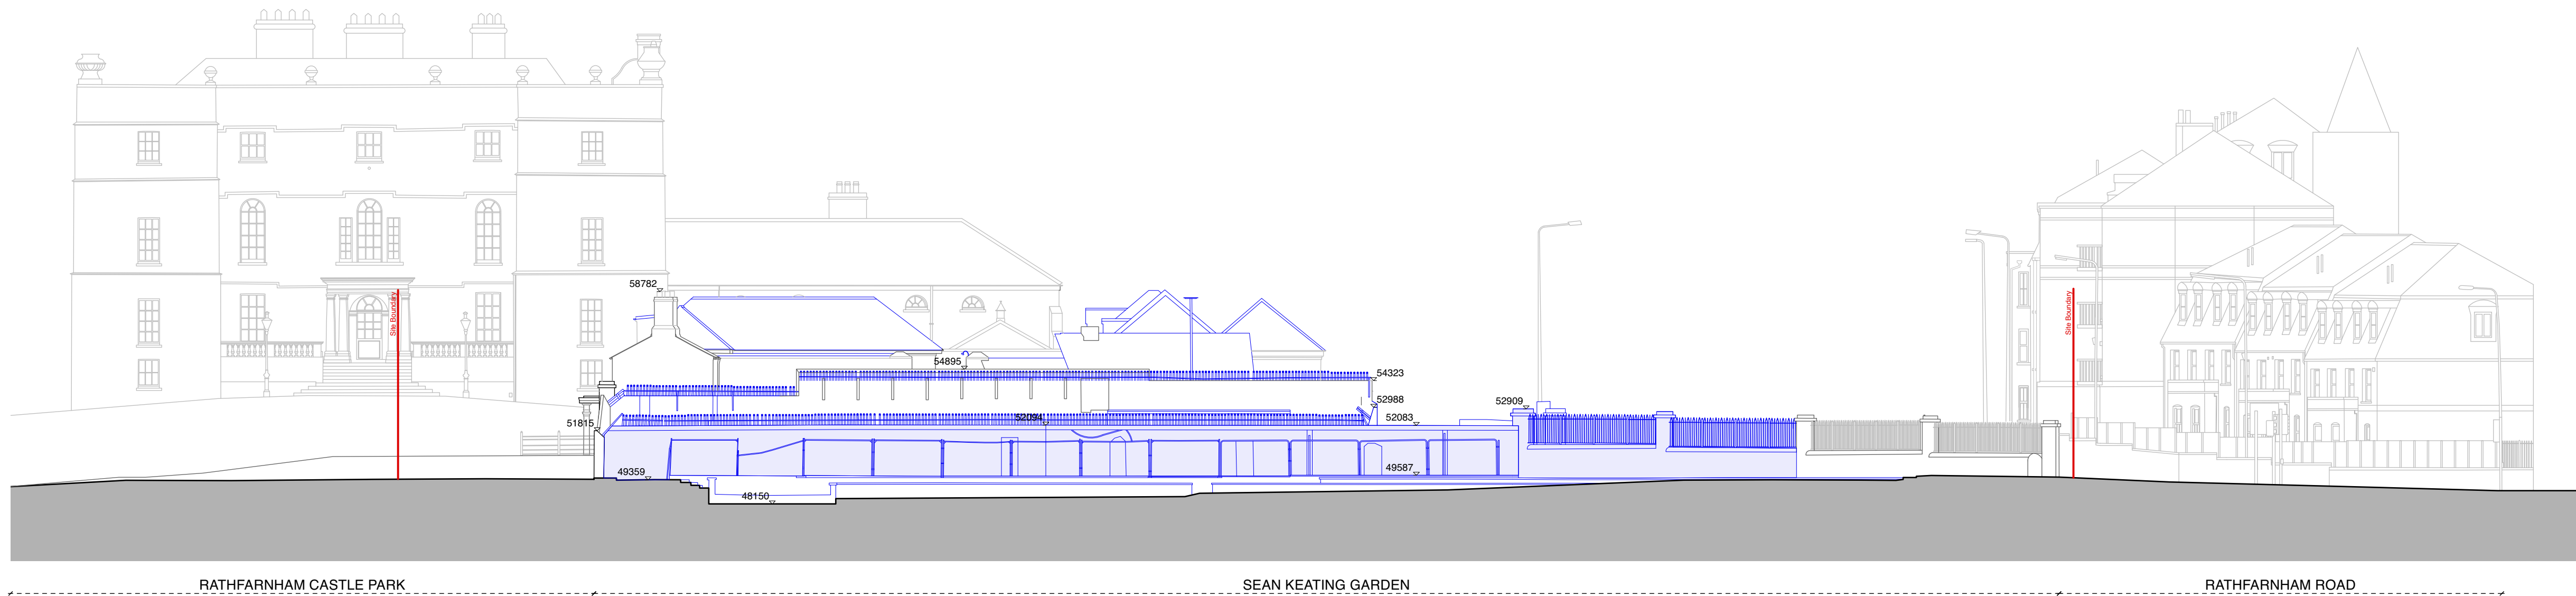 58782
Site Boundary
Site Boundary
54895
54323
52988
52909
52094
52083
51815
49359
49587
48150
RATHFARNHAM CASTLE PARK
SEAN KEATING GARDEN
RATHFARNHAM ROAD